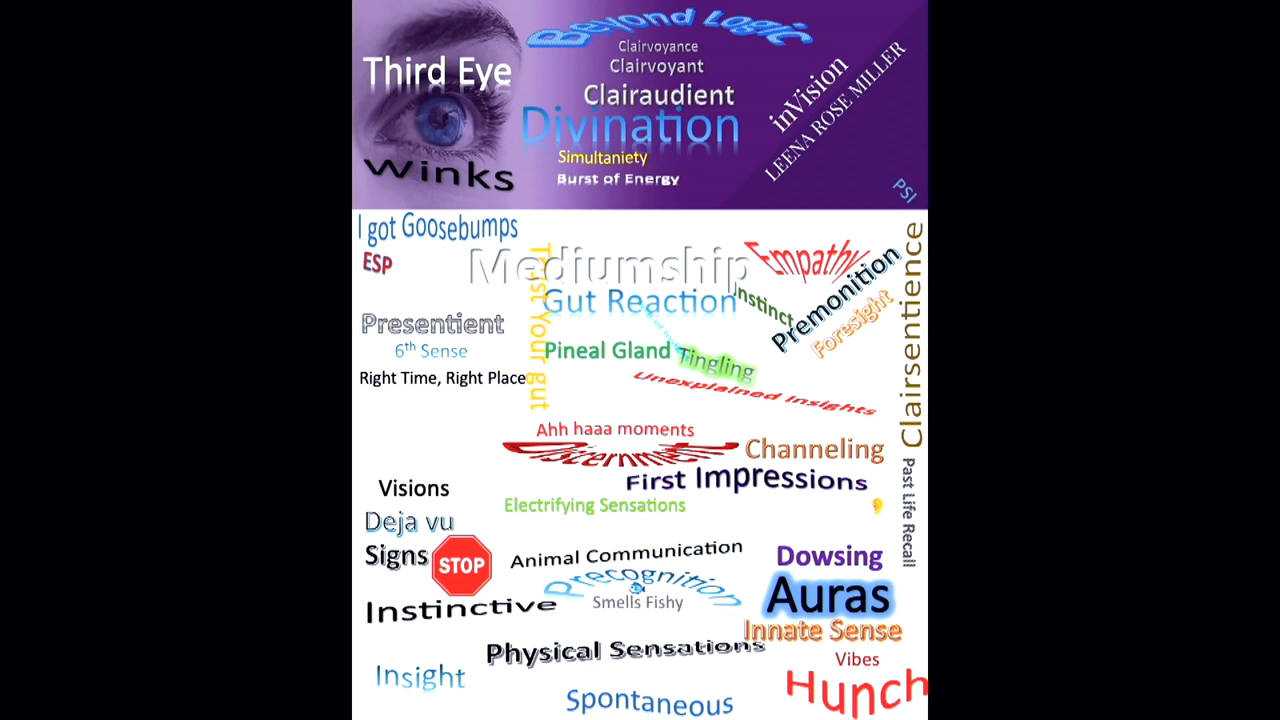 Beyond Logic
Clairvoyance
Clairvoyant
Third Eye
Clairaudient
Divination
Simultaniety
Burst of Energy
Winks
inVision
LEENA ROSE MILLER
PSI
I got Goosebumps
ESP
Mediumship
Trust Your gut
Empathy
Gut Reaction
Instinct
Premonition
Foresight
Clairsentience
Presentient
6th Sense
Pineal Gland
Tingling
Right Time, Right Place
Unexplained Insights
Ahh haaa moments
Discernment
Channeling
First Impressions
Past Life Recall
Visions
Electrifying Sensations
Deja vu
Signs
STOP
Animal Communication
Dowsing
Precognition
Smells Fishy
Auras
Instinctive
Innate Sense
Physical Sensations
Vibes
Insight
Hunch
Spontaneous